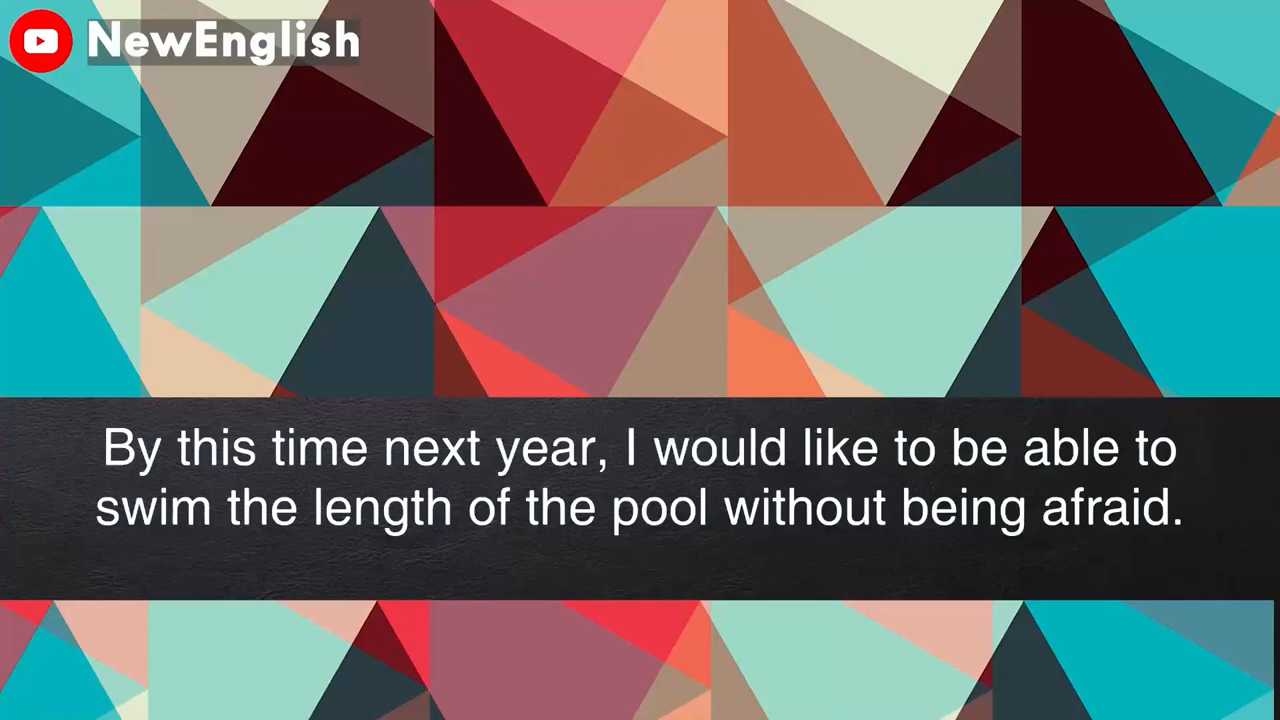 NewEnglish
By this time next year, I would like to be able to
swim the length of the pool without being afraid.